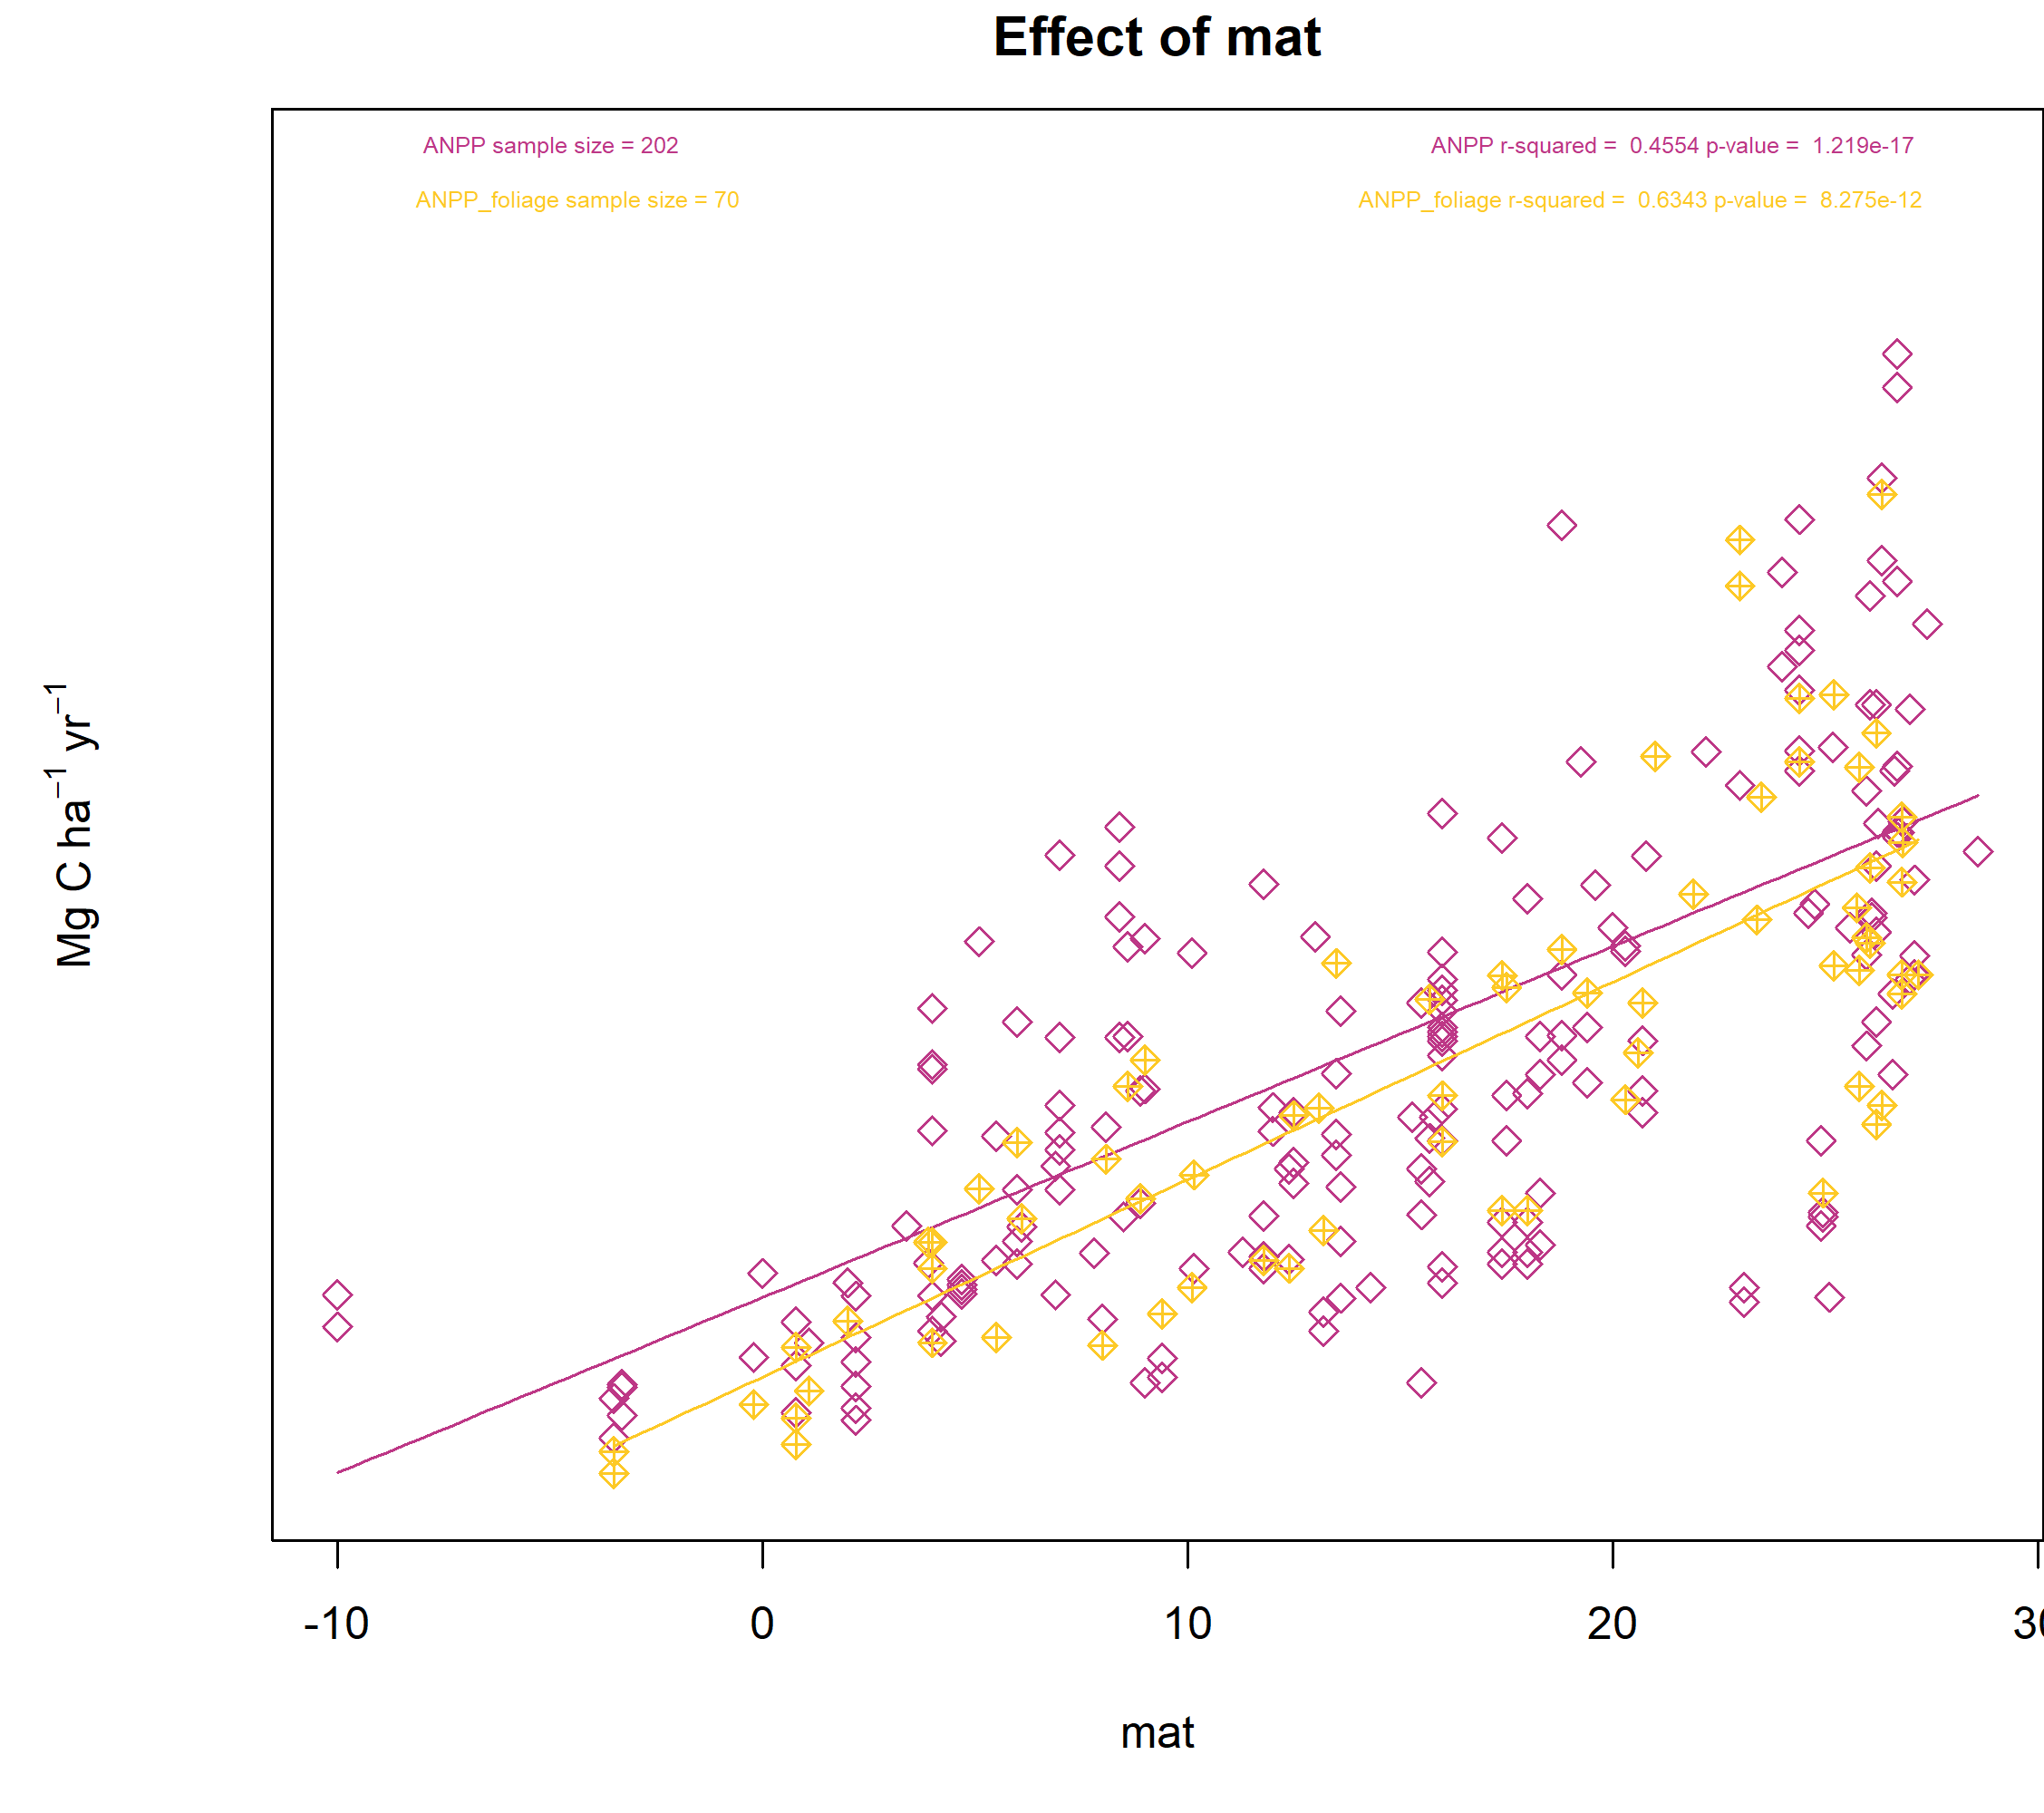 Effect of mat
ANPP sample size = 202
ANPP r-squared = 0.4554 p-value = 1.219e-17
ANPP_foliage sample size = 70
ANPP_foliage r-squared = 0.6343 p-value = 8.275e-12
Mg C ha⁻¹ yr⁻¹
-10 0 10 20 30
mat